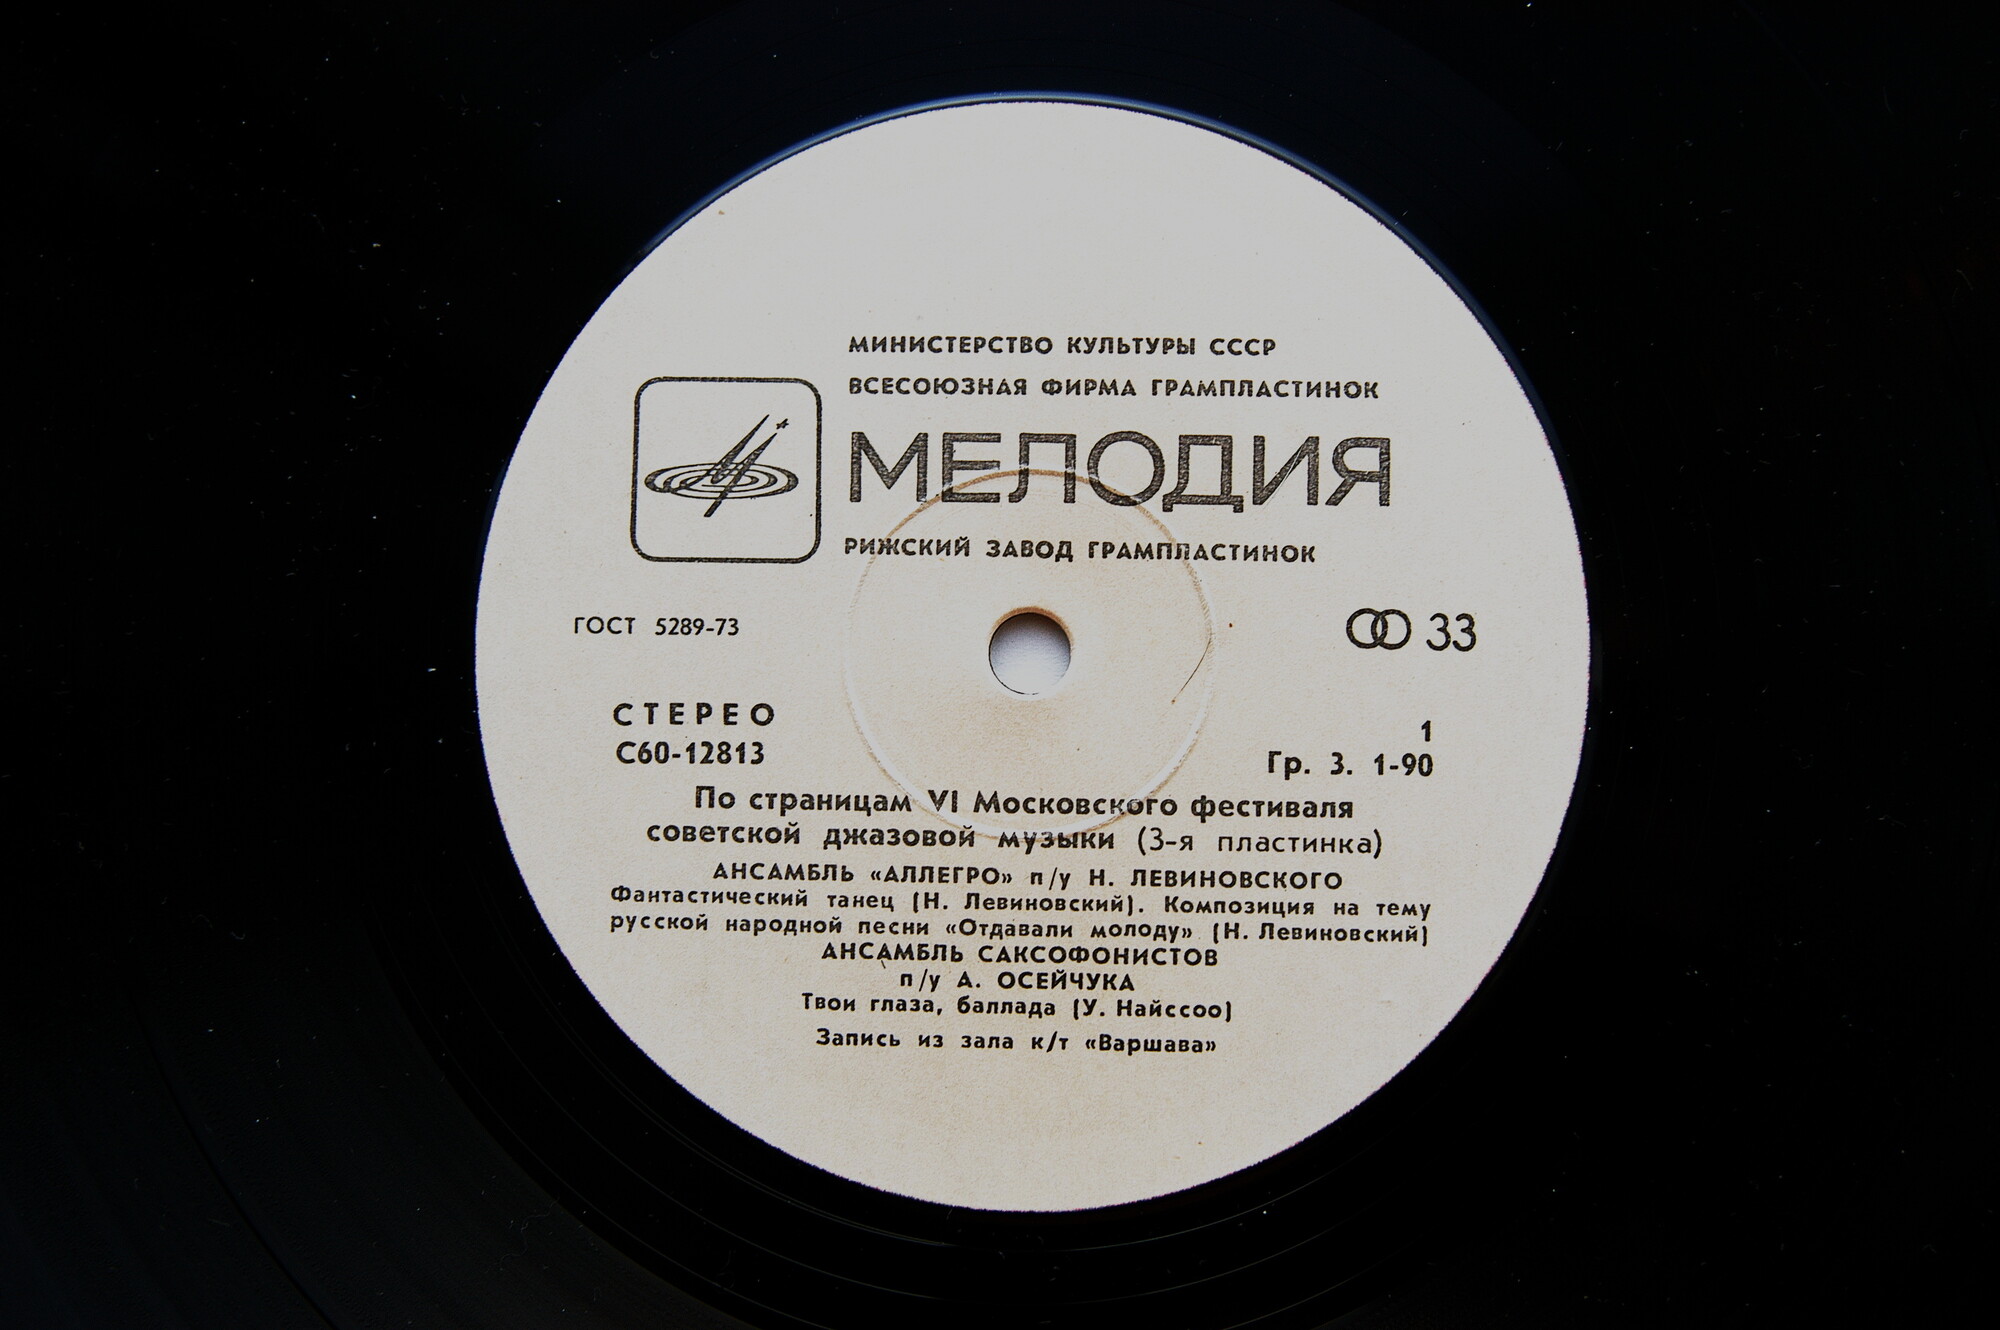 МИНИСТЕРСТВО КУЛЬТУРЫ СССР
ВСЕСОЮЗНАЯ ФИРМА ГРАМПЛАСТИНОК
МЕЛОДИЯ
РИЖСКИЙ ЗАВОД ГРАМПЛАСТИНОК
ГОСТ 5289-73
33
СТЕРЕО
С60-12813
1
Гр. 3. 1-90
По страницам VI Московского фестиваля
советской джазовой музыки (3-я пластинка)
АНСАМБЛЬ «АЛЛЕГРО» п/у Н. ЛЕВИНОВСКОГО
Фантастический танец (Н. Левиновский). Композиция на тему
русской народной песни «Отдавали молоду» (Н. Левиновский)
АНСАМБЛЬ САКСОФОНИСТОВ
п/у А. ОСЕЙЧУКА
Твои глаза, баллада (У. Найссоо)
Запись из зала к/т «Варшава»